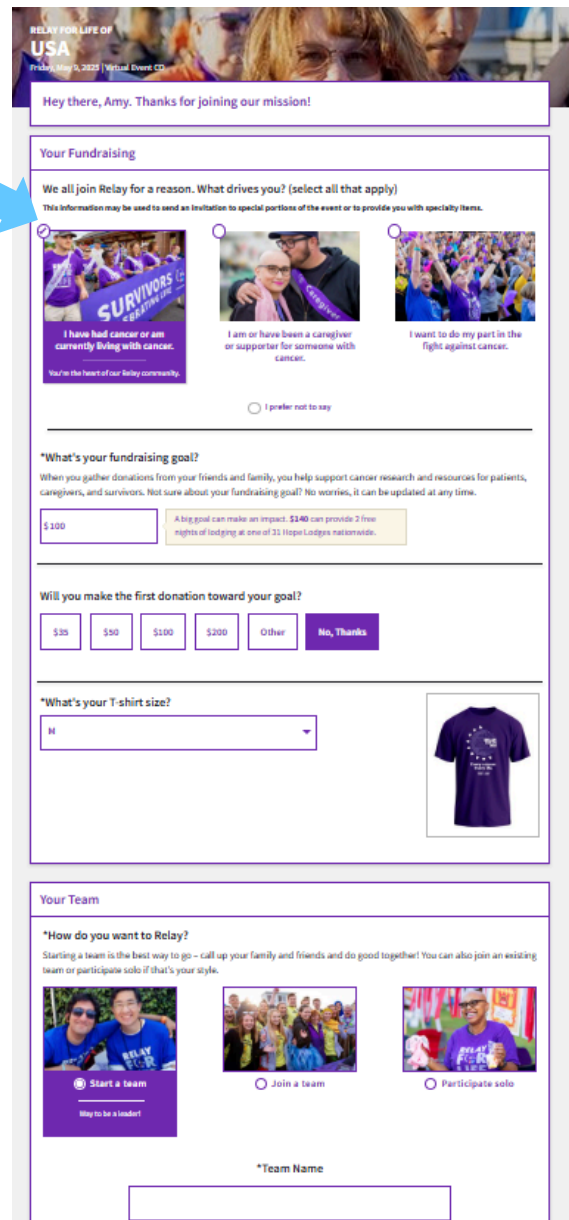 RELAY FOR LIFE OF
USA
Friday, May 9, 2025 | Virtual Event CD
Hey there, Amy. Thanks for joining our mission!
Your Fundraising
We all join Relay for a reason. What drives you? (select all that apply)
This information may be used to send an invitation to special portions of the event or to provide you with specialty items.
SURVIVORS
I have had cancer or am
currently living with cancer.
You're the heart of our Relay community.
Caregiver
I am or have been a caregiver
or supporter for someone with
cancer.
I want to do my part in the
fight against cancer.
I prefer not to say
*What's your fundraising goal?
When you gather donations from your friends and family, you help support cancer research and resources for patients,
caregivers, and survivors. Not sure about your fundraising goal? No worries, it can be updated at any time.
$100
A big goal can make an impact. $140 can provide 2 free
nights of lodging at one of 31 Hope Lodges nationwide.
Will you make the first donation toward your goal?
$35 $50 $100 $200 Other No, Thanks
*What's your T-shirt size?
M
Your Team
*How do you want to Relay?
Starting a team is the best way to go – call up your family and friends and do good together! You can also join an existing
team or participate solo if that's your style.
RELAY
FOR
RELAY
FOR
LIFE
Start a team
Way to be a leader!
Join a team
Participate solo
*Team Name